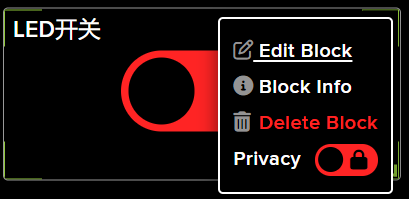 LED开关
Edit Block
Block Info
Delete Block
Privacy